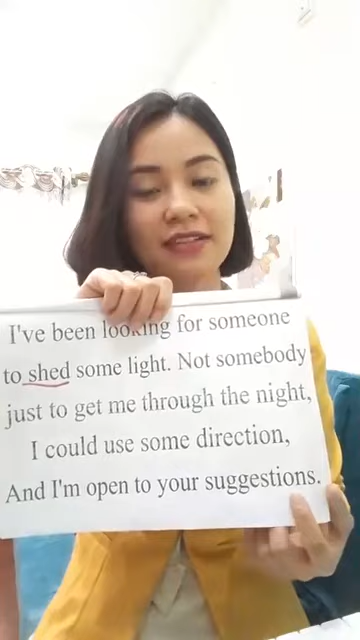 I've been looking for someone
to shed some light. Not somebody
just to get me through the night,
I could use some direction,
And I'm open to your suggestions.